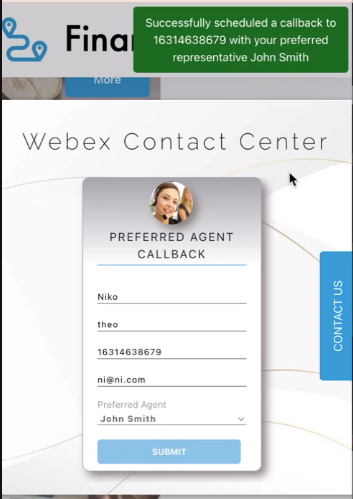 Finan
Successfully scheduled a callback to
16314638679 with your preferred
representative John Smith
More
Webex Contact Center
PREFERRED AGENT
CALLBACK
Niko
theo
16314638679
ni@ni.com
Preferred Agent
John Smith
SUBMIT
CONTACT US